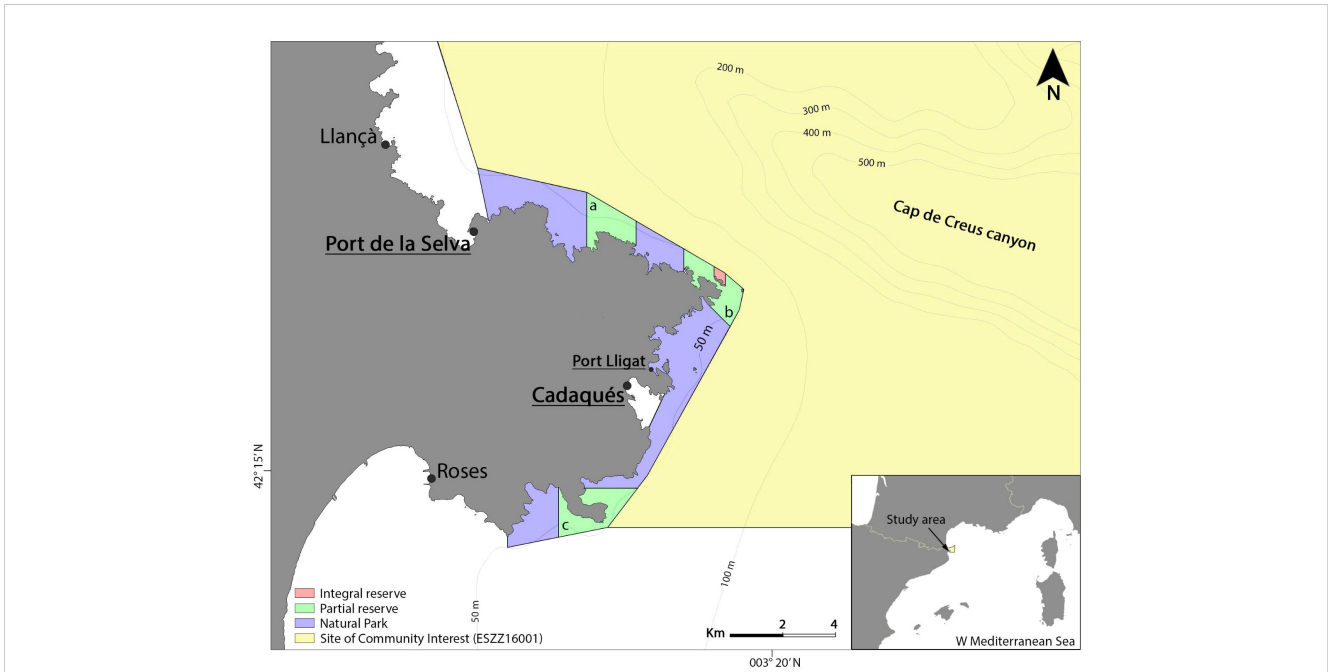 200 m
300 m
400 m
500 m
N
Llançà
Cap de Creus canyon
a
Port de la Selva
b
50 m
Port Lligat
Cadaqués
42° 15′ N
Roses
c
Study area
100 m
50 m
Integral reserve
Partial reserve
Natural Park
Site of Community Interest (ESZZ16001)
Km 2 4
W Mediterranean Sea
003° 20′ N